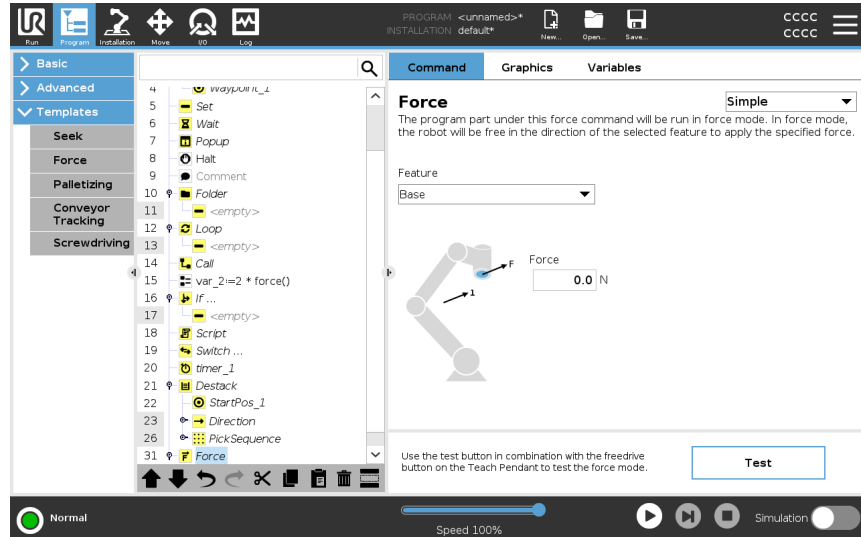 PROGRAM <unnamed>*
INSTALLATION default*
CCCC
CCCC
Run
Program
Installation
Move
I/O
Log
New...
Open...
Save...
Basic
Advanced
Templates
Seek
Force
Palletizing
Conveyor
Tracking
Screwdriving
4 Waypoint_1
5 Set
6 Wait
7 Popup
8 Halt
9 Comment
10 Folder
11 <empty>
12 Loop
13 <empty>
14 Call
15 var_2:=2 * force()
16 If ...
17 <empty>
18 Script
19 Switch ...
20 timer_1
21 Destack
22 StartPos_1
23 Direction
26 PickSequence
31 Force
Command
Graphics
Variables
Force
Simple
The program part under this force command will be run in force mode. In force mode,
the robot will be free in the direction of the selected feature to apply the specified force.
Feature
Base
F
1
Force
0.0 N
Use the test button in combination with the freedrive
button on the Teach Pendant to test the force mode.
Test
Normal
Speed 100%
Simulation